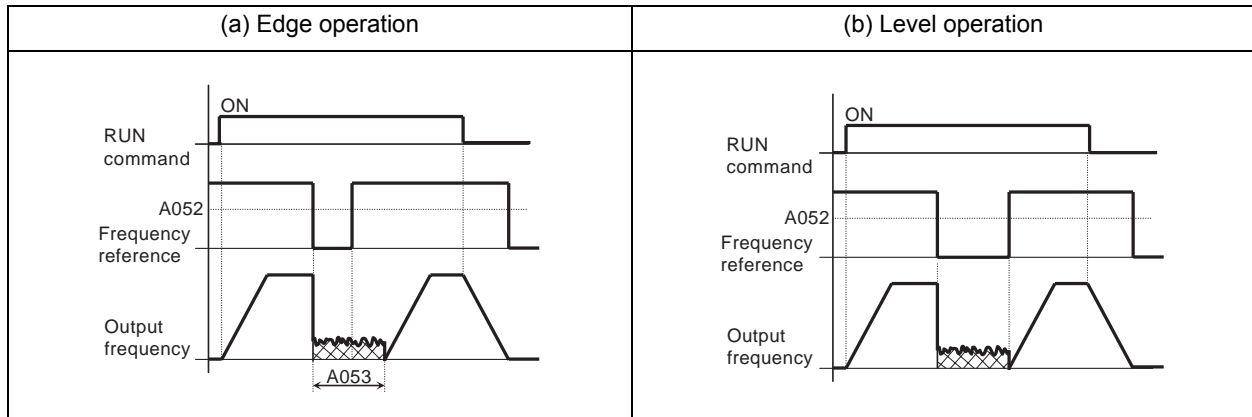 (a) Edge operation
(b) Level operation
ON
RUN
command
A052
Frequency
reference
Output
frequency
A053
ON
RUN
command
A052
Frequency
reference
Output
frequency